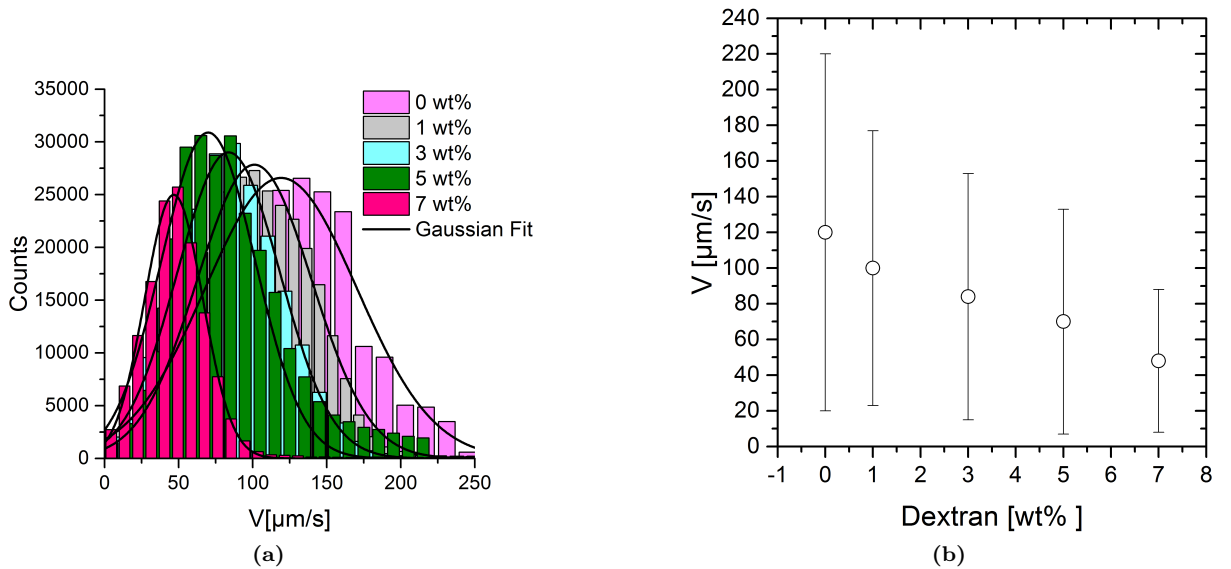 35000
30000
25000
20000
15000
10000
5000
0
Counts
0 wt%
1 wt%
3 wt%
5 wt%
7 wt%
Gaussian Fit
0 50 100 150 200 250
V[µm/s]
(a)
240
220
200
180
160
140
120
100
80
60
40
20
0
V [µm/s]
-1 0 1 2 3 4 5 6 7 8
Dextran [wt% ]
(b)